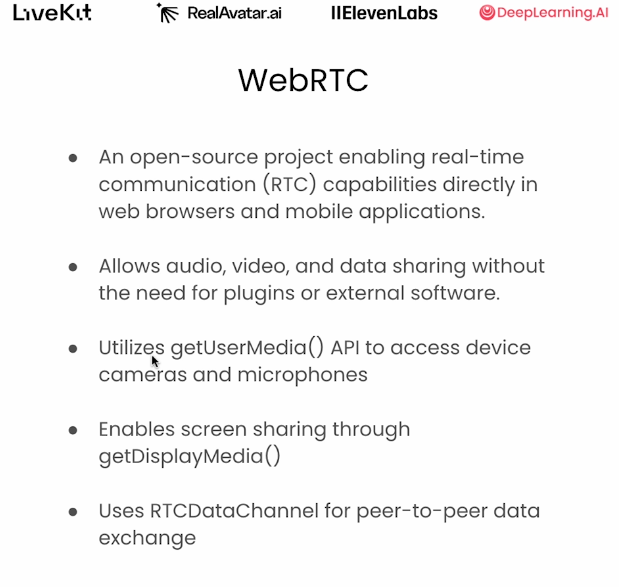 LiveKit RealAvatar.ai IIElevenLabs DeepLearning.AI
WebRTC
● An open-source project enabling real-time
communication (RTC) capabilities directly in
web browsers and mobile applications.
● Allows audio, video, and data sharing without
the need for plugins or external software.
● Utilizes getUserMedia() API to access device
cameras and microphones
● Enables screen sharing through
getDisplayMedia()
● Uses RTCDataChannel for peer-to-peer data
exchange